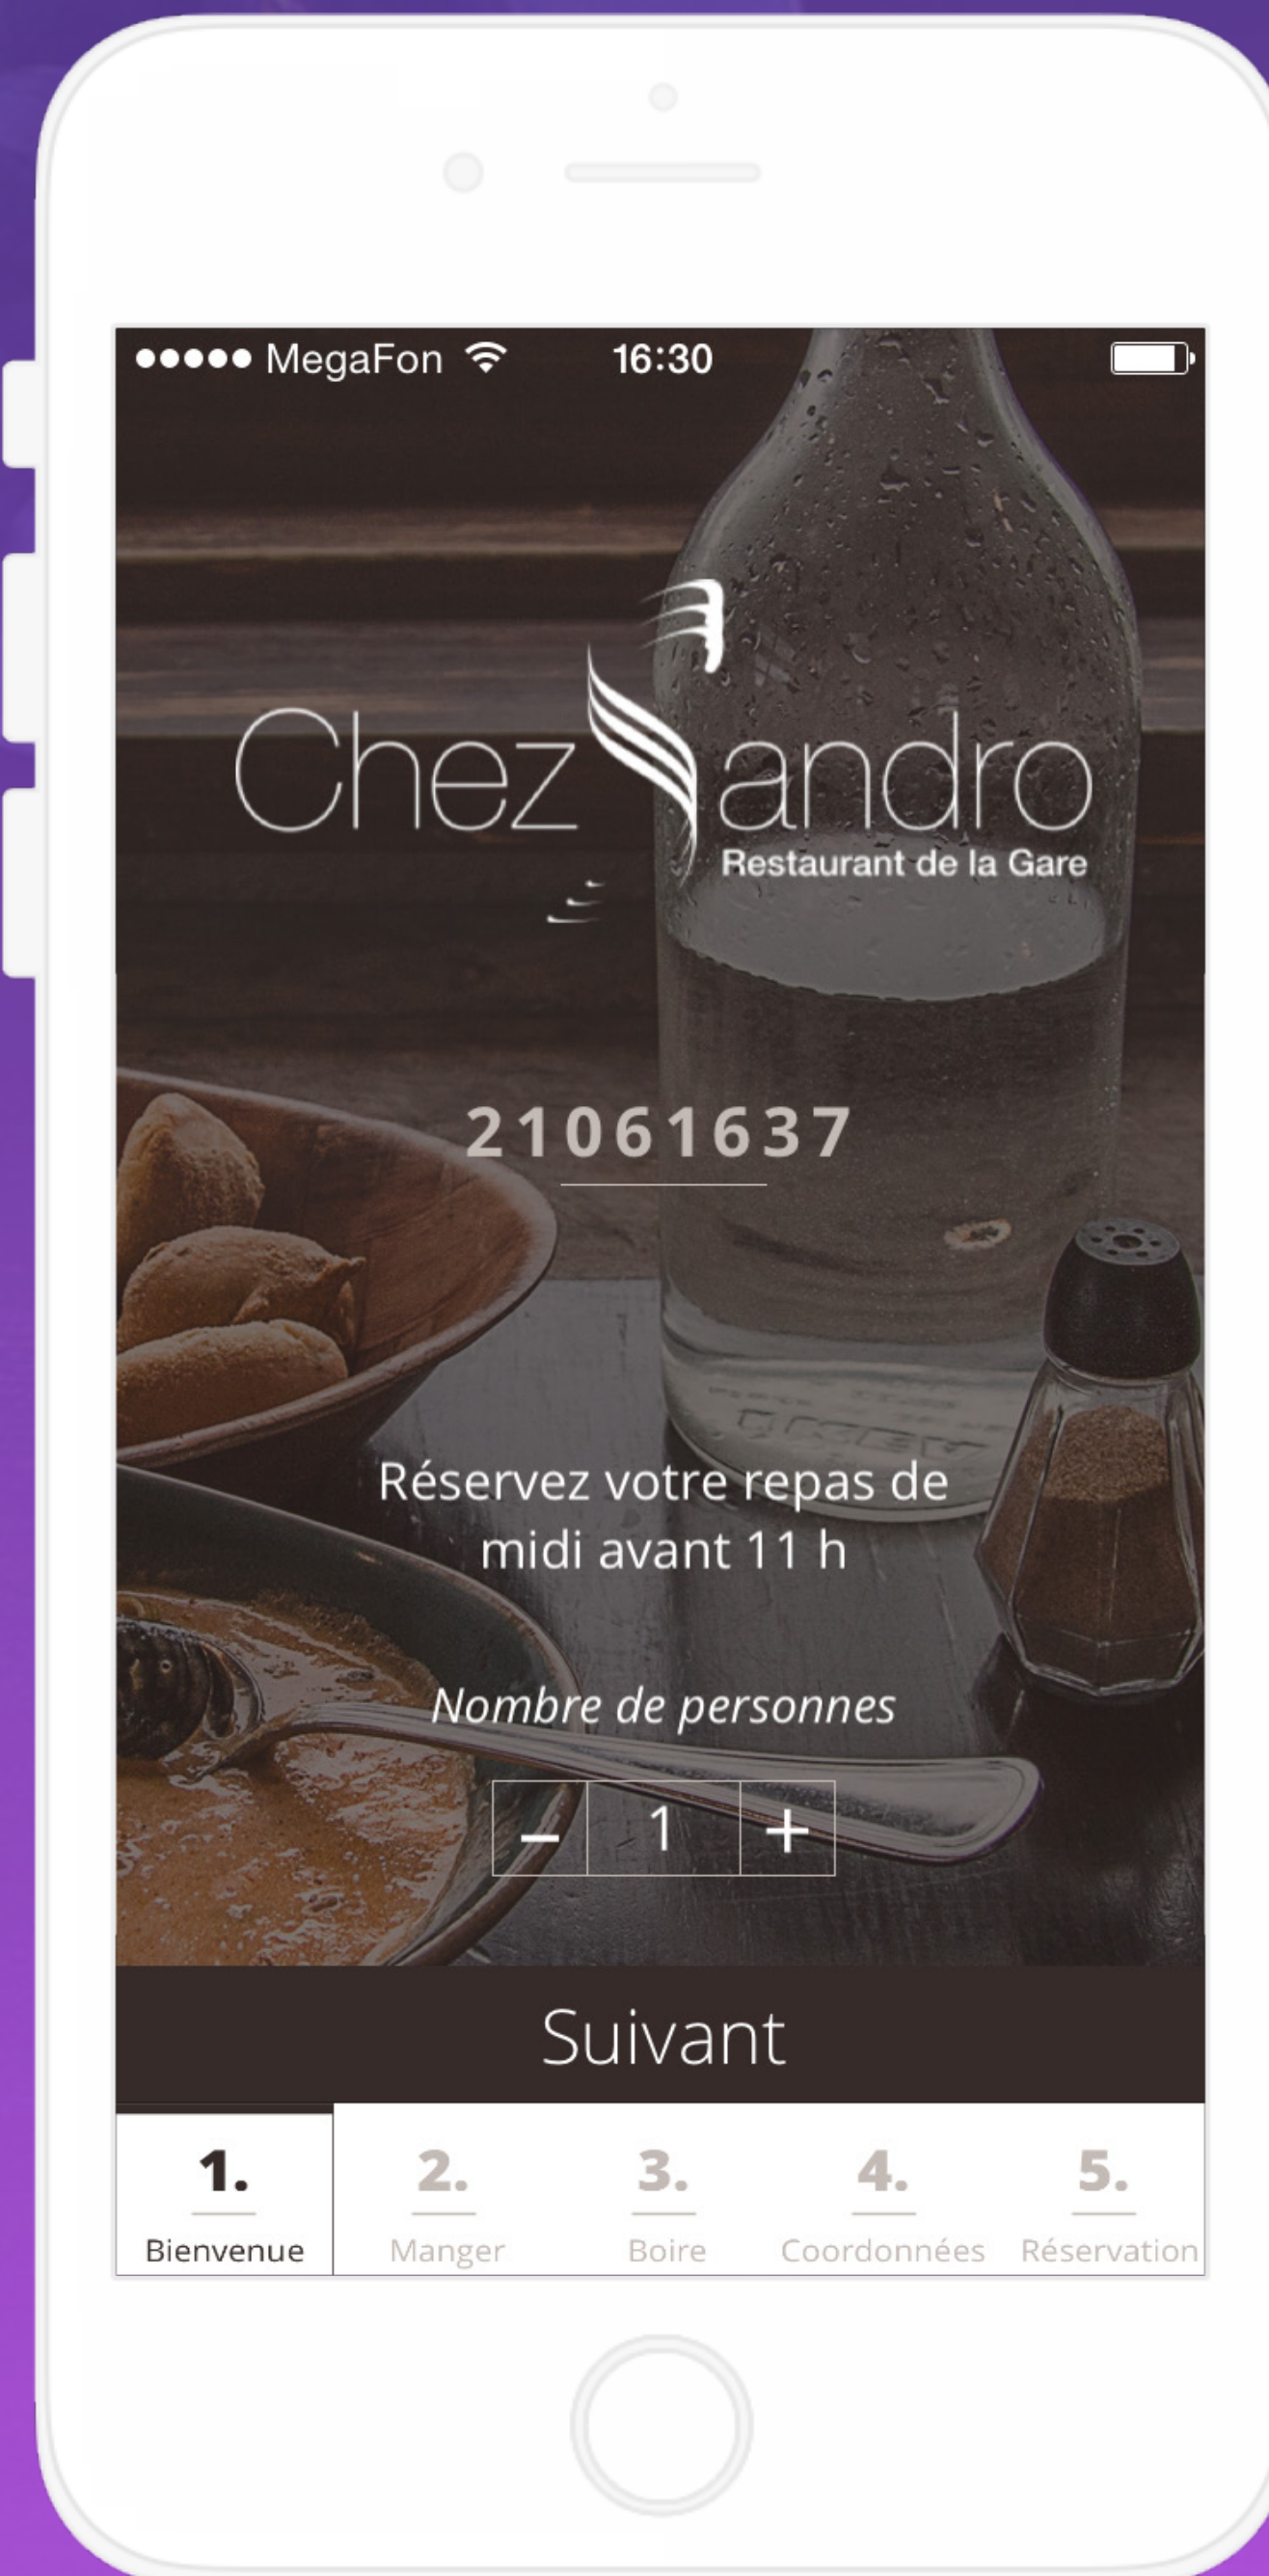 MegaFon 16:30
Chez Sandro
Restaurant de la Gare
21061637
Réservez votre repas de
midi avant 11 h
Nombre de personnes
– 1 +
Suivant
1. 2. 3. 4. 5.
Bienvenue Manger Boire Coordonnées Réservation